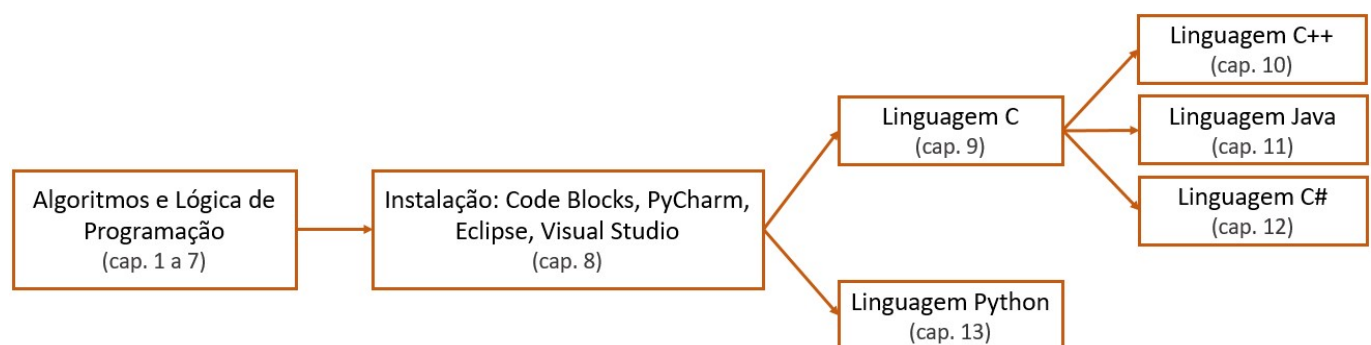 Algoritmos e Lógica de
Programação
(cap. 1 a 7)
Instalação: Code Blocks, PyCharm,
Eclipse, Visual Studio
(cap. 8)
Linguagem C
(cap. 9)
Linguagem Python
(cap. 13)
Linguagem C++
(cap. 10)
Linguagem Java
(cap. 11)
Linguagem C#
(cap. 12)